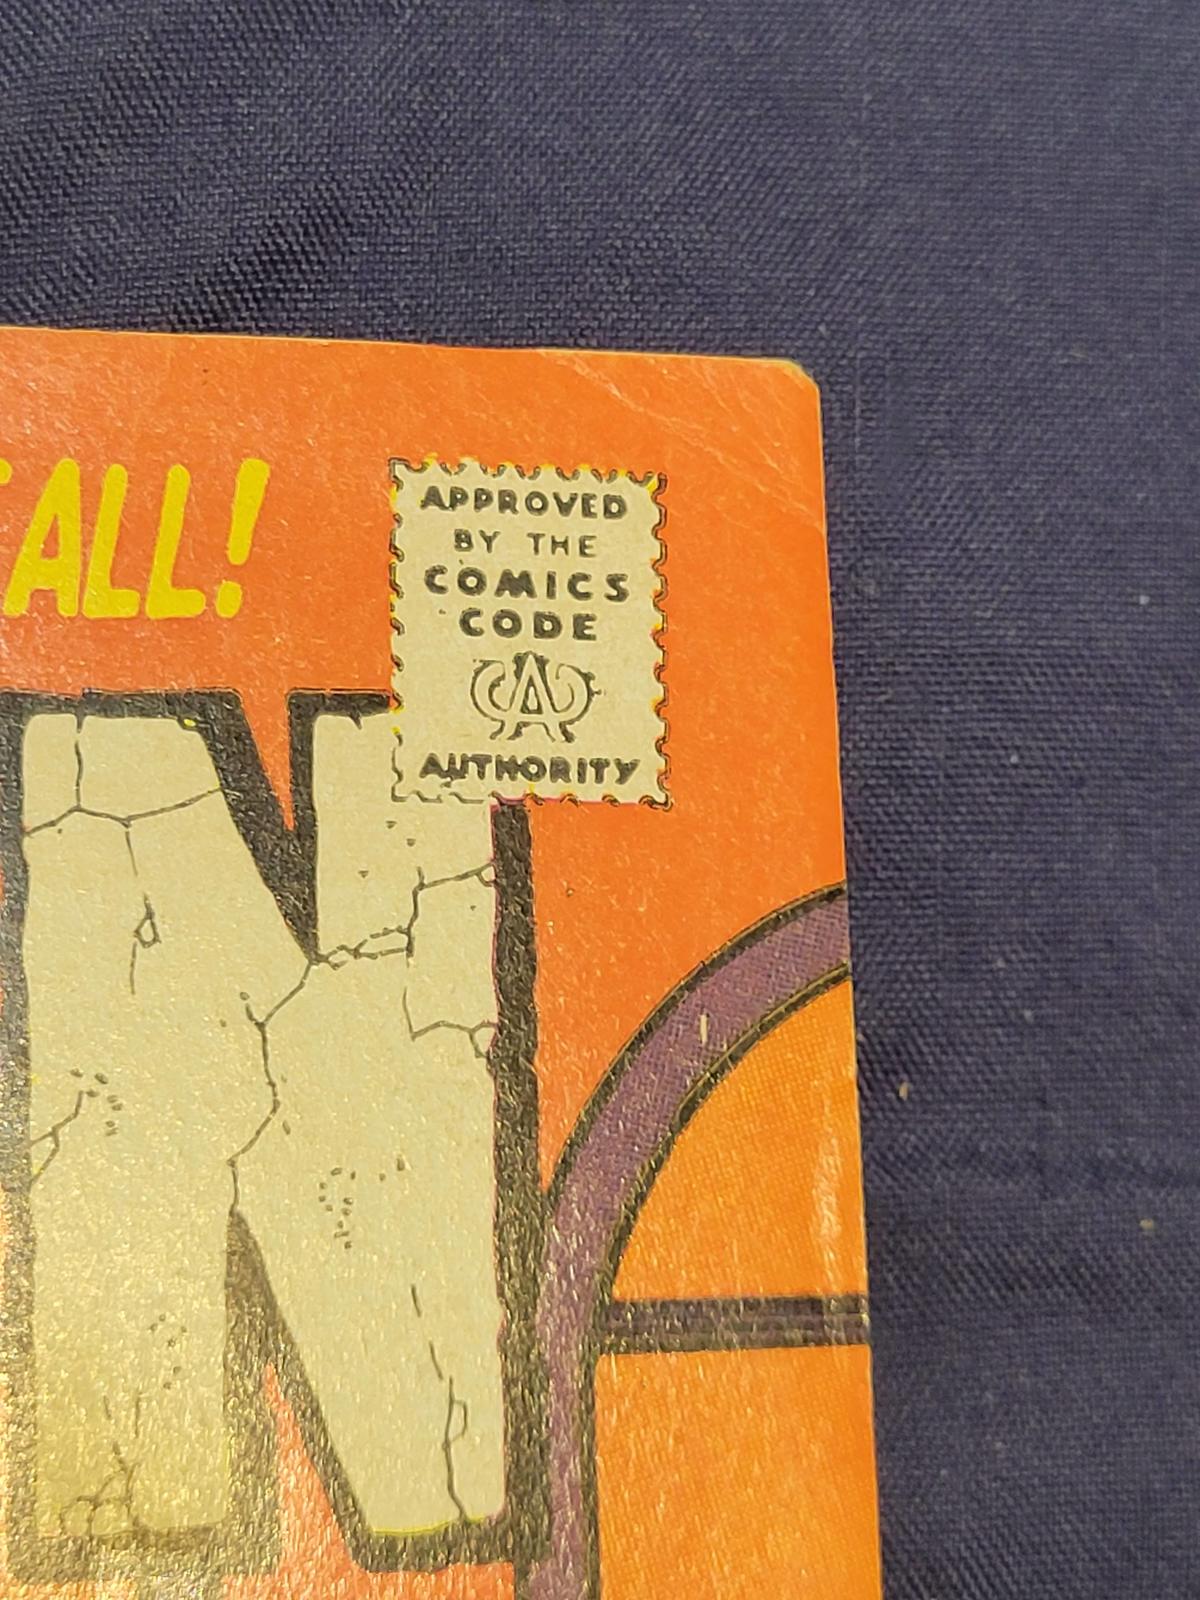 ALL!
APPROVED
BY THE
COMICS
CODE
A
AUTHORITY
N